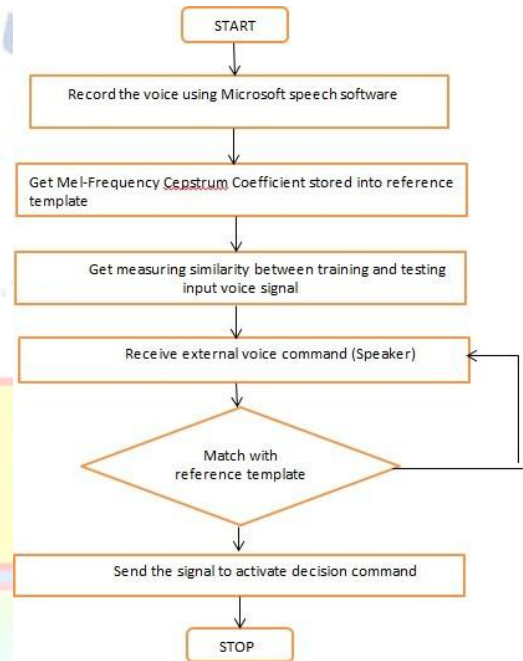 START
Record the voice using Microsoft speech software
Get Mel-Frequency Cepstrum Coefficient stored into reference
template
Get measuring similarity between training and testing
input voice signal
Receive external voice command (Speaker)
Match with
reference template
Send the signal to activate decision command
STOP